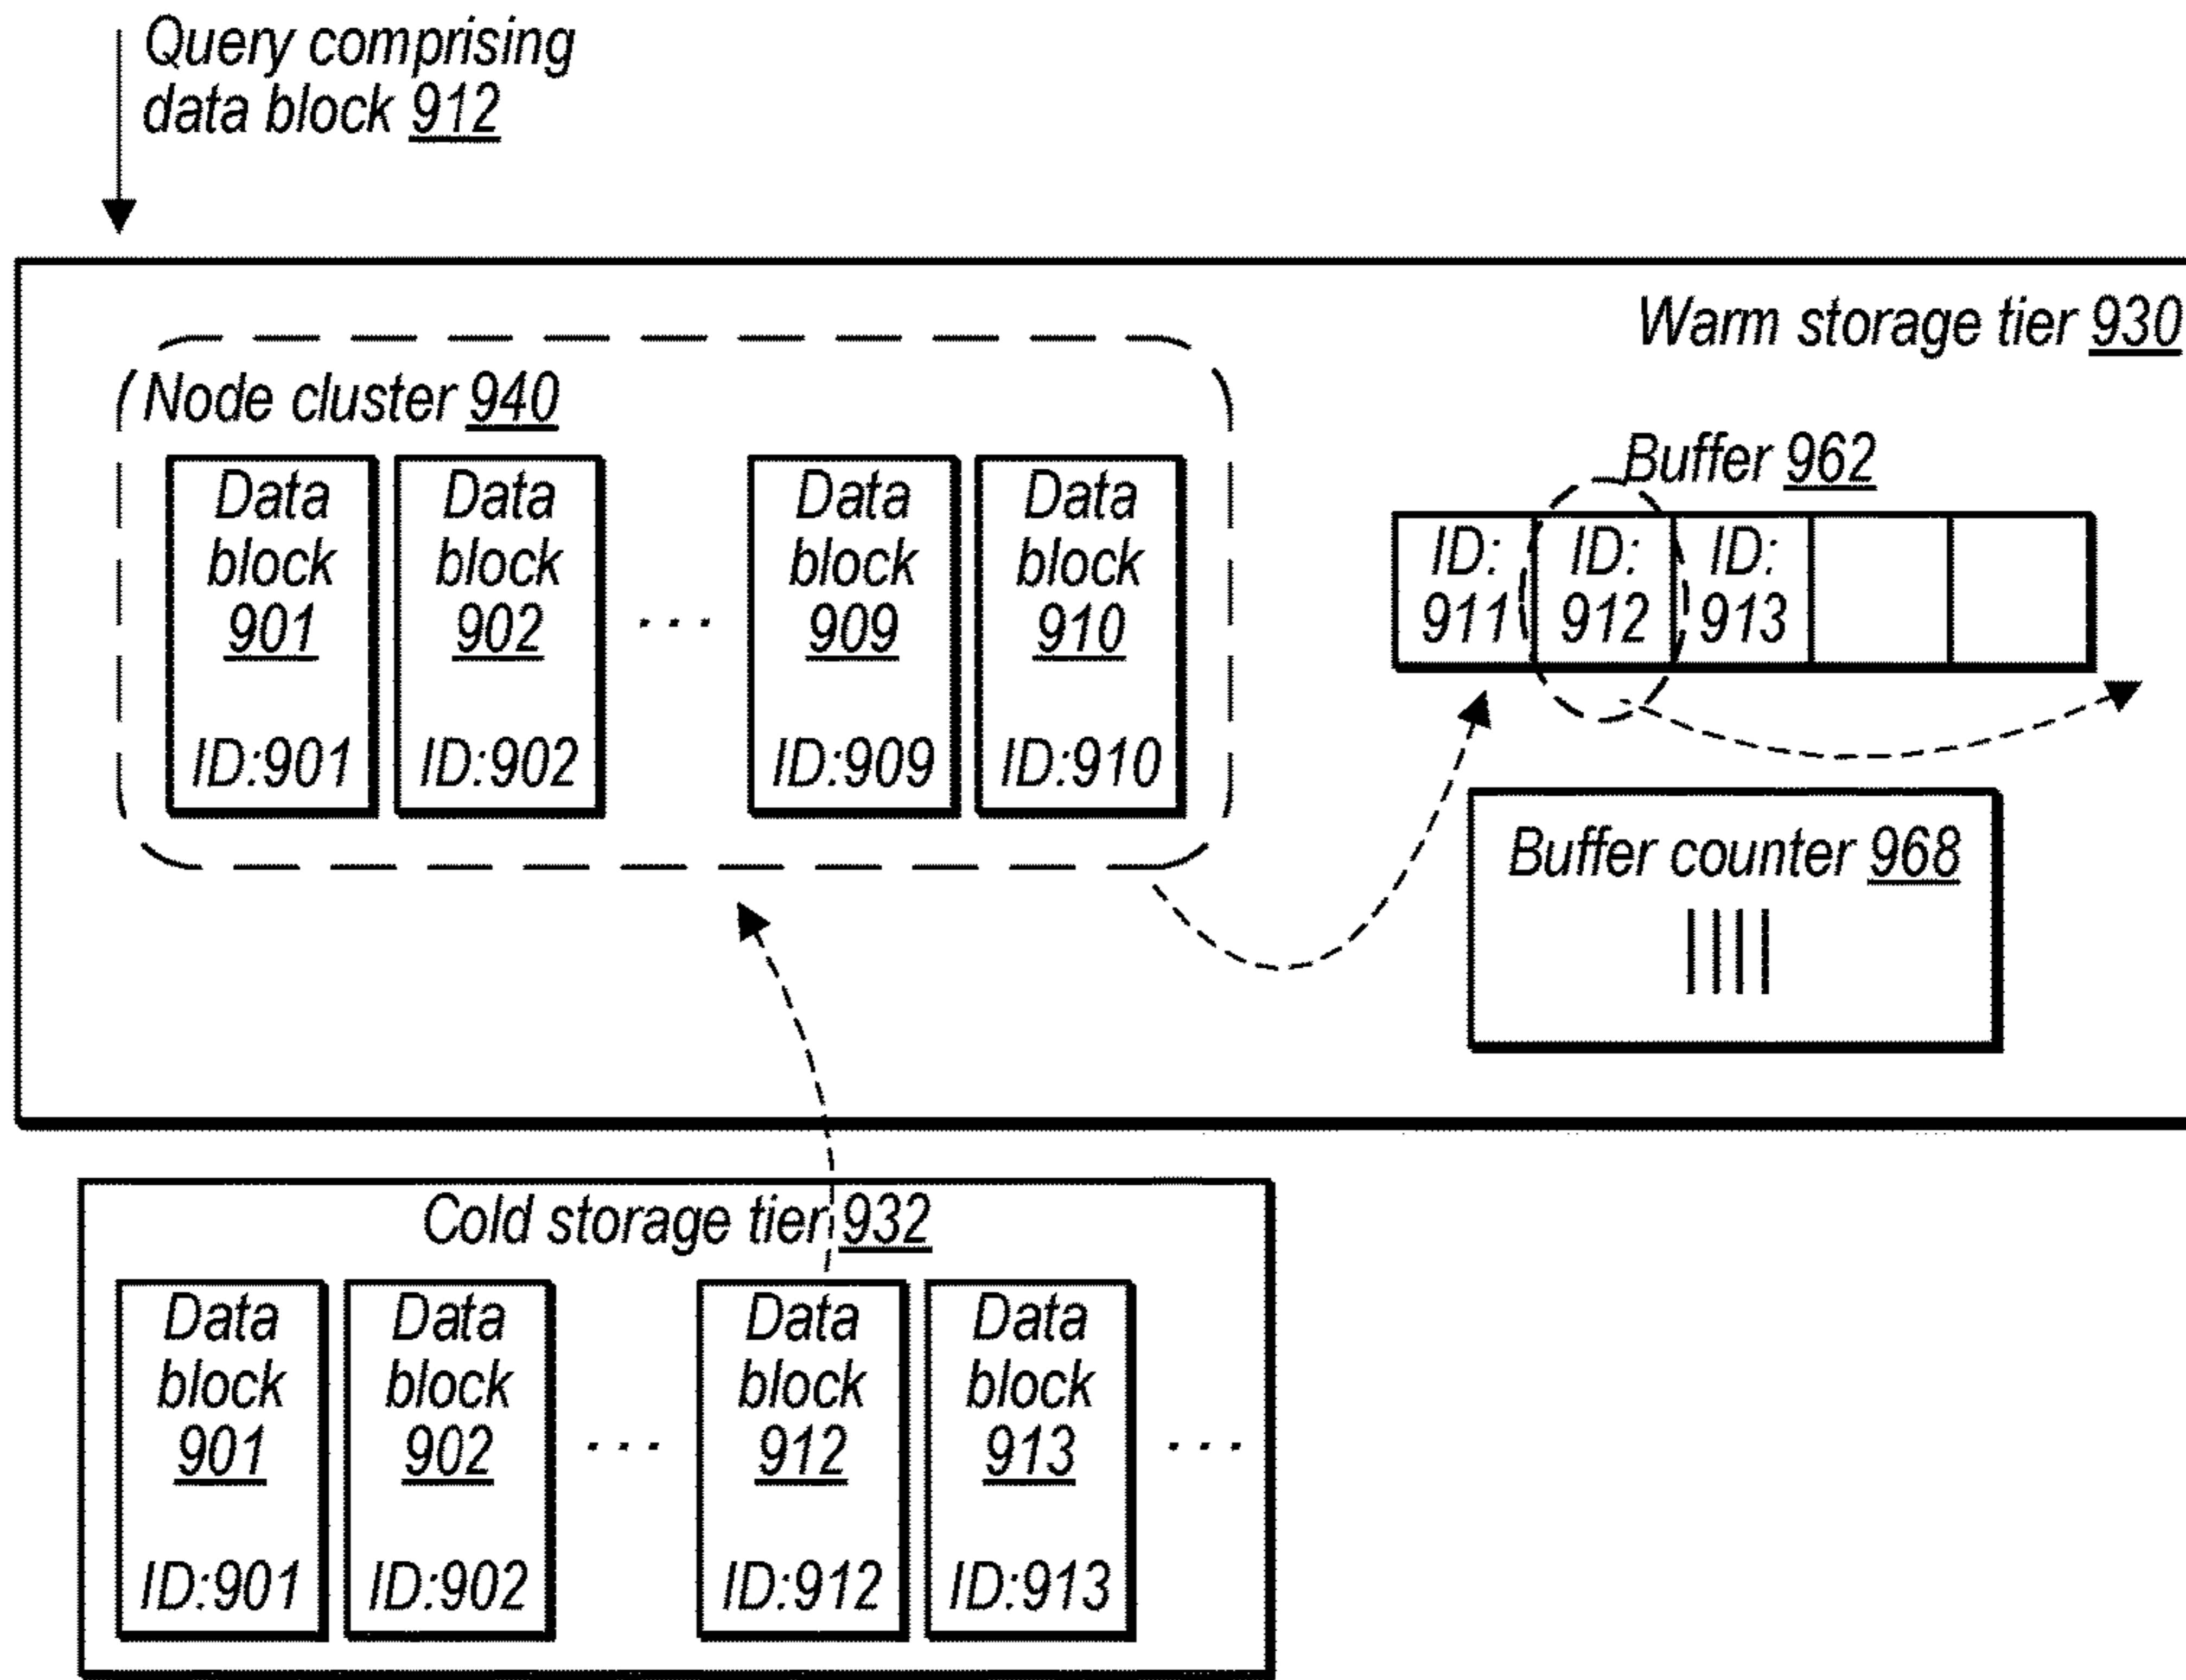 Query comprising
data block 912
Warm storage tier 930
Node cluster 940
Data
block
901
ID:901
Data
block
902
ID:902
...
Data
block
909
ID:909
Data
block
910
ID:910
Buffer 962
ID:
911
ID:
912
ID:
913
Buffer counter 968
||||
Cold storage tier 932
Data
block
901
ID:901
Data
block
902
ID:902
...
Data
block
912
ID:912
Data
block
913
ID:913
...